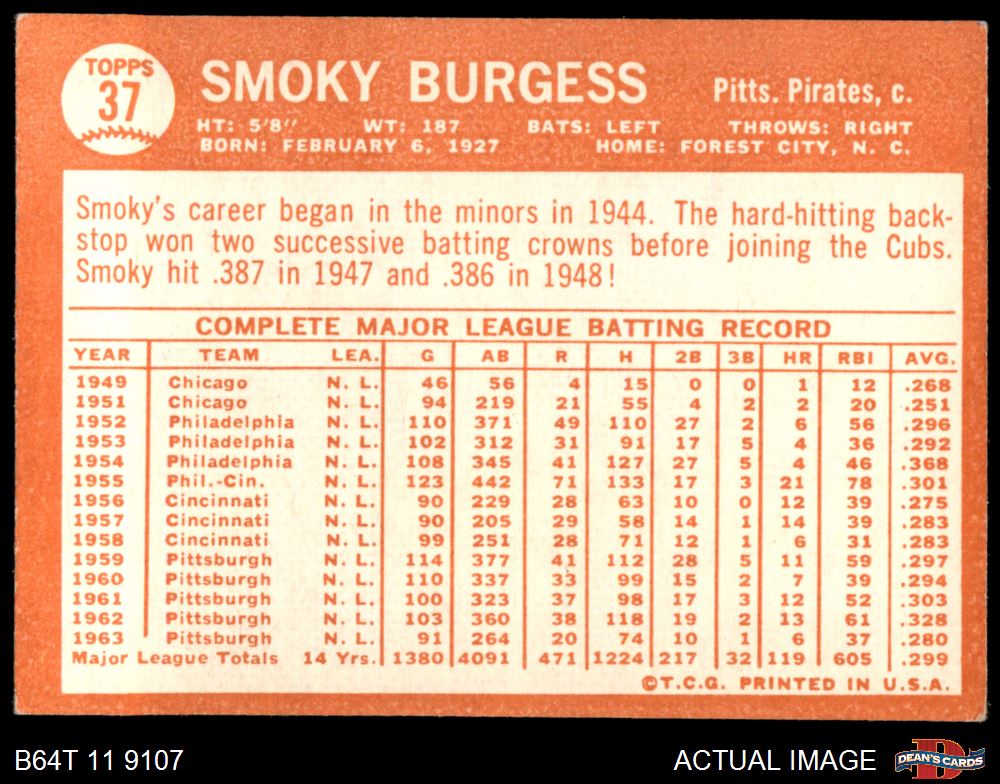 TOPPS
37
SMOKY BURGESS Pitts. Pirates, c.
HT: 5'8" WT: 187 BATS: LEFT THROWS: RIGHT
BORN: FEBRUARY 6, 1927 HOME: FOREST CITY, N. C.
Smoky's career began in the minors in 1944. The hard-hitting back-
stop won two successive batting crowns before joining the Cubs.
Smoky hit .387 in 1947 and .386 in 1948!
COMPLETE MAJOR LEAGUE BATTING RECORD
YEAR TEAM LEA. G AB R H 2B 3B HR RBI AVG.
1949 Chicago N. L. 46 56 4 15 0 0 1 12 .268
1951 Chicago N. L. 94 219 21 55 4 2 2 20 .251
1952 Philadelphia N. L. 110 371 49 110 27 2 6 56 .296
1953 Philadelphia N. L. 102 312 31 91 17 5 4 36 .292
1954 Philadelphia N. L. 108 345 41 127 27 5 4 46 .368
1955 Phil.-Cin. N. L. 123 442 71 133 17 3 21 78 .301
1956 Cincinnati N. L. 90 229 28 63 10 0 12 39 .275
1957 Cincinnati N. L. 90 205 29 58 14 1 14 39 .283
1958 Cincinnati N. L. 99 251 28 71 12 1 6 31 .283
1959 Pittsburgh N. L. 114 377 41 112 28 5 11 59 .297
1960 Pittsburgh N. L. 110 337 33 99 15 2 7 39 .294
1961 Pittsburgh N. L. 100 323 37 98 17 3 12 52 .303
1962 Pittsburgh N. L. 103 360 38 118 19 2 13 61 .328
1963 Pittsburgh N. L. 91 264 20 74 10 1 6 37 .280
Major League Totals 14 Yrs. 1380 4091 471 1224 217 32 119 605 .299
©T.C.G. PRINTED IN U.S.A.
B64T 11 9107 ACTUAL IMAGE DEAN'S CARDS